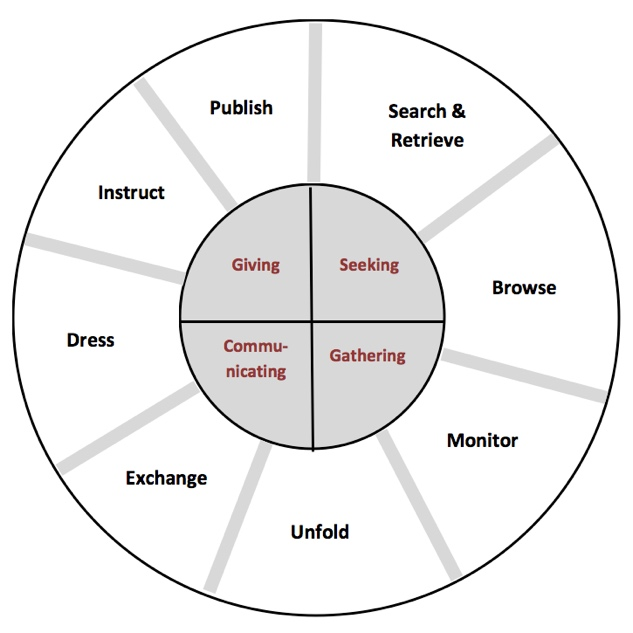 Publish
Search &
Retrieve
Instruct
Giving
Seeking
Browse
Dress
Commu-
nicating
Gathering
Monitor
Exchange
Unfold